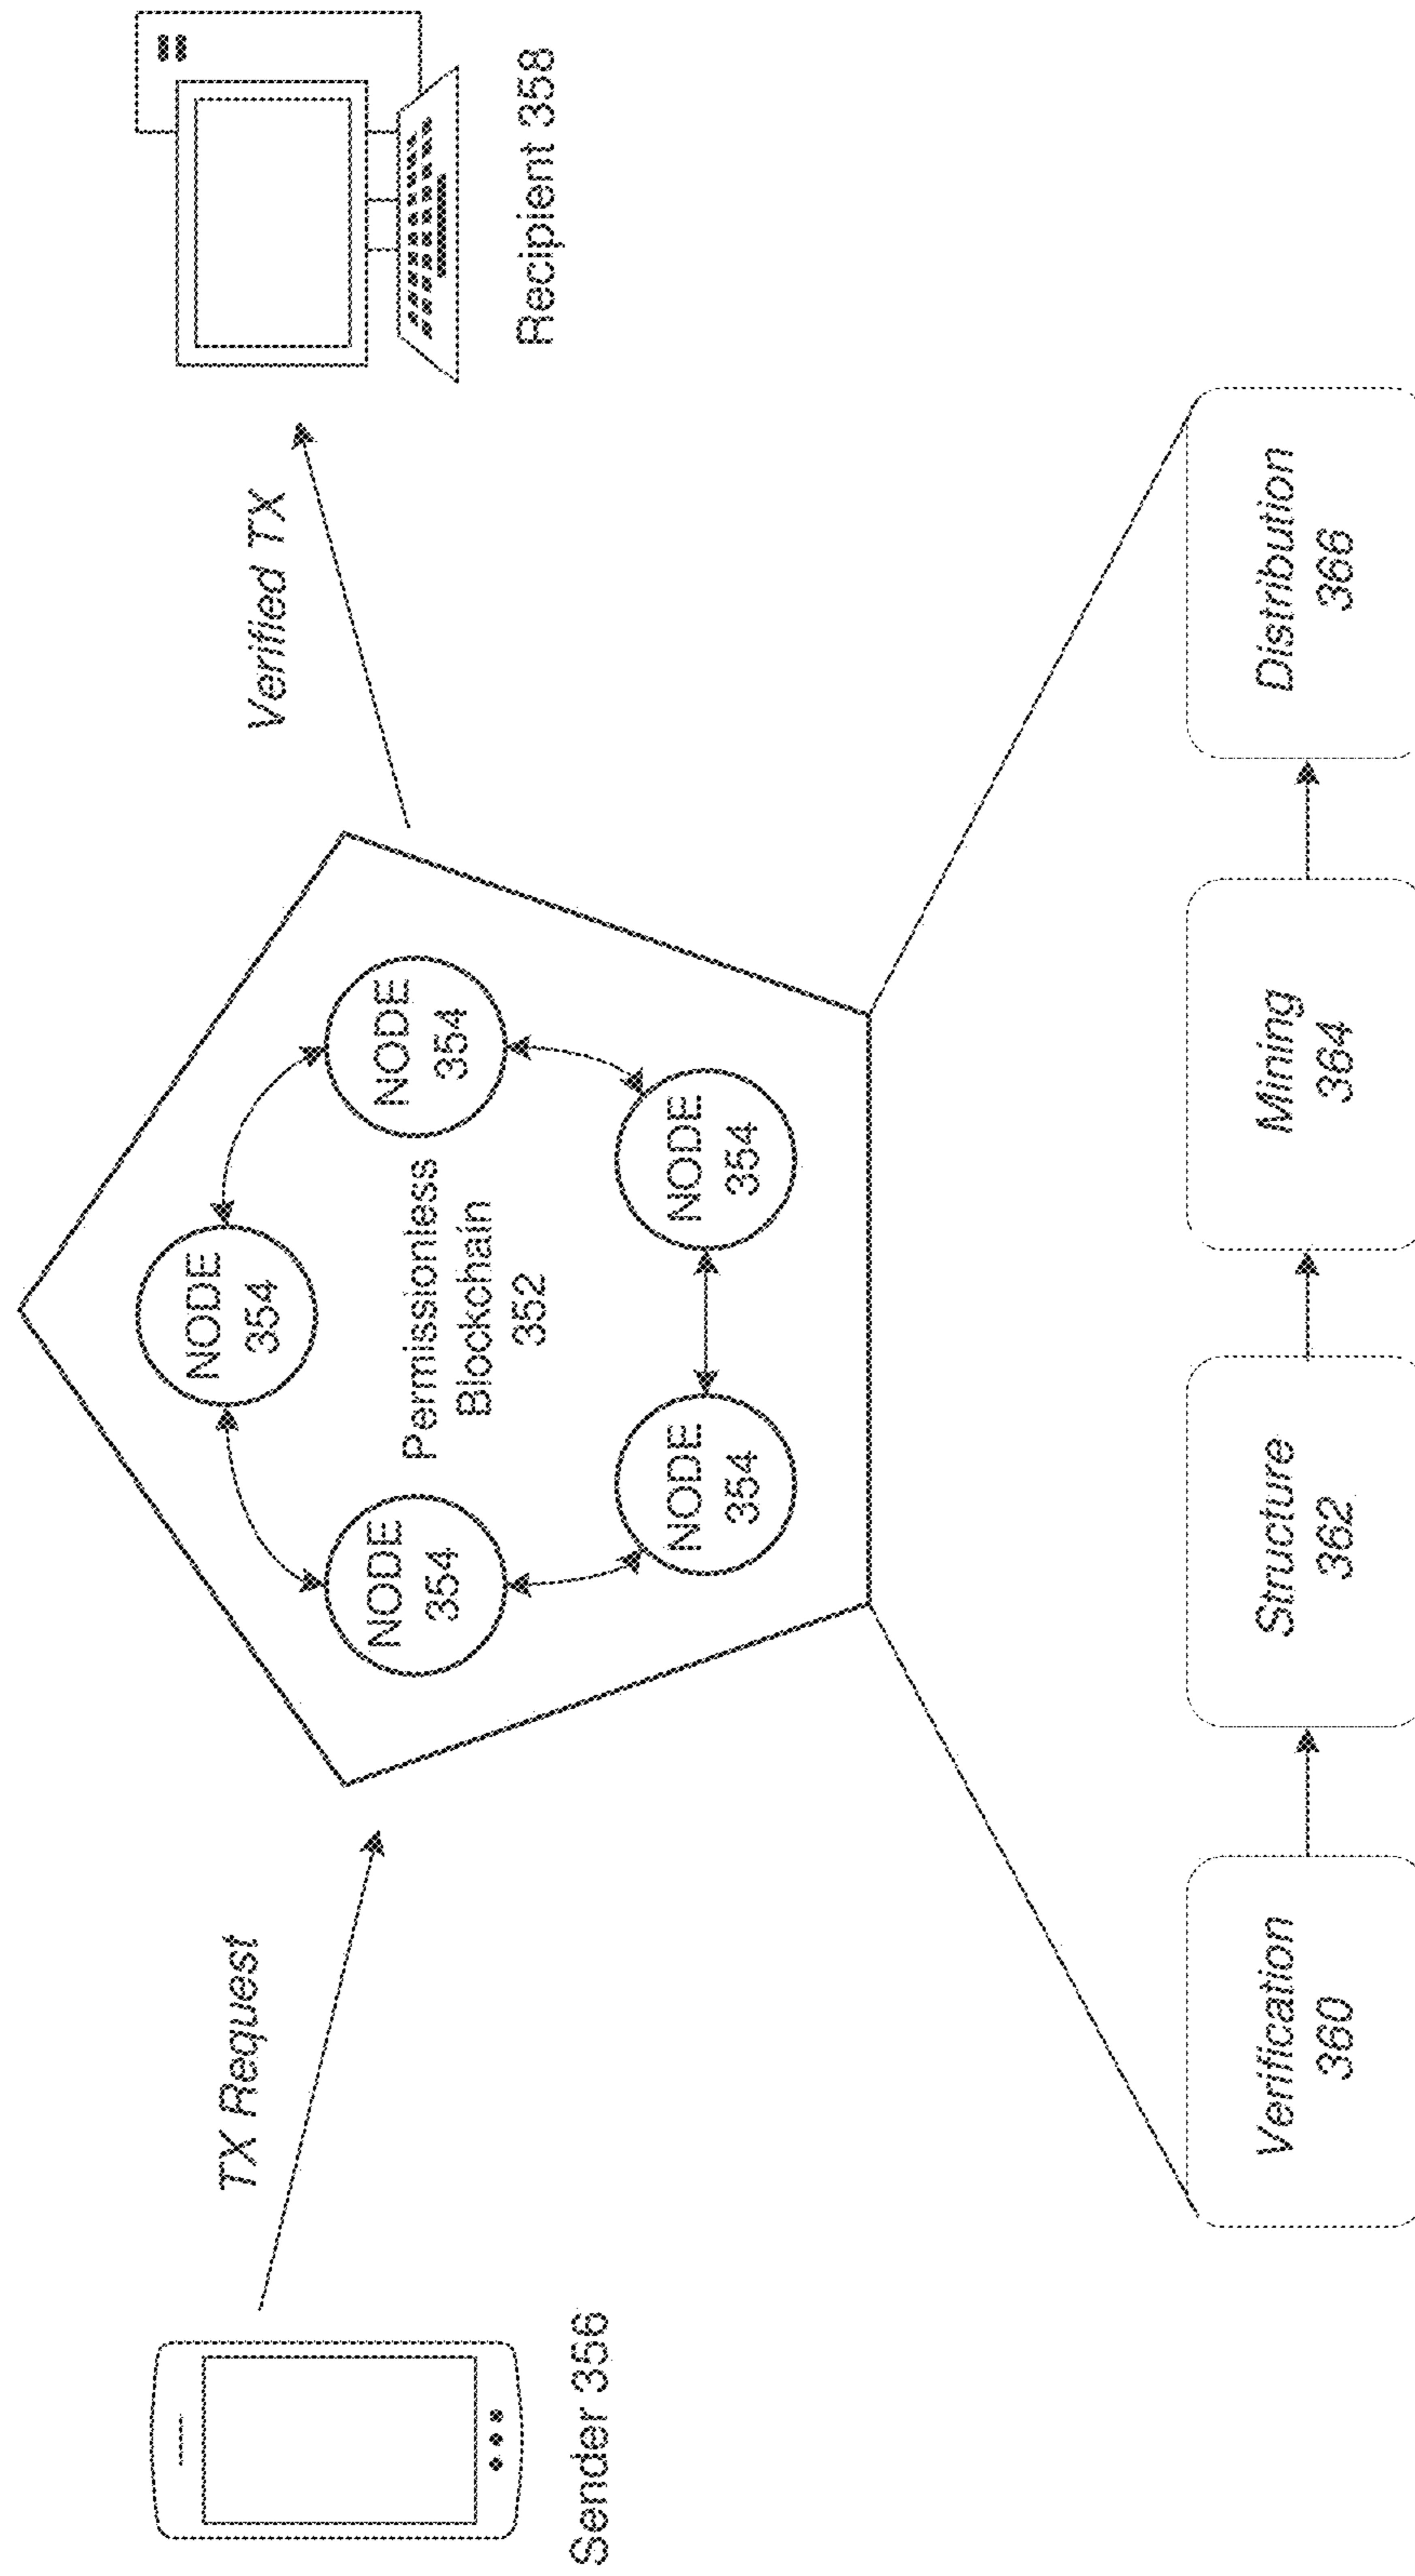 TX Request
Verified TX
Sender 356
Recipient 358
NODE
354
NODE
354
NODE
354
Permissionless
Blockchain
352
NODE
354
NODE
354
Verification
360
Structure
362
Mining
364
Distribution
366